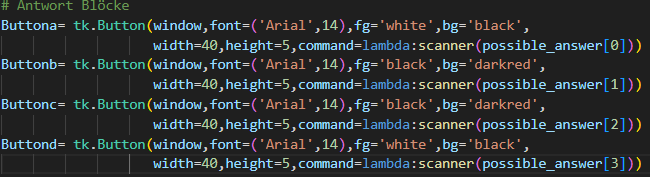 # Antwort Blöcke
Buttona= tk.Button(window,font=('Arial',14),fg='white',bg='black',
width=40,height=5,command=lambda:scanner(possible_answer[0]))
Buttonb= tk.Button(window,font=('Arial',14),fg='black',bg='darkred',
width=40,height=5,command=lambda:scanner(possible_answer[1]))
Buttonc= tk.Button(window,font=('Arial',14),fg='black',bg='darkred',
width=40,height=5,command=lambda:scanner(possible_answer[2]))
Buttond= tk.Button(window,font=('Arial',14),fg='white',bg='black',
width=40,height=5,command=lambda:scanner(possible_answer[3]))